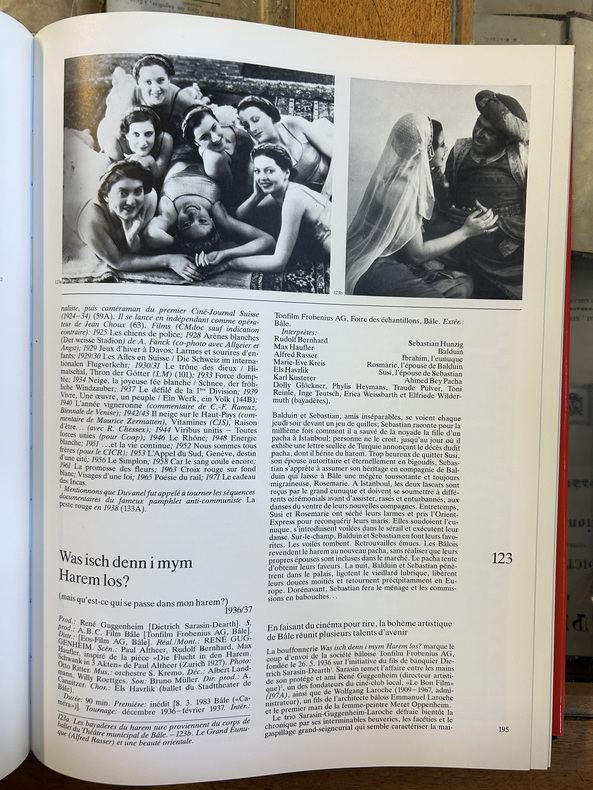 123a
123b
naliste, puis caméraman du premier Ciné-Journal Suisse
(1924–34) (59A). Il se lance en indépendant comme opéra-
teur de Jean Choux (63). Films (CMdoc sauf indication
contraire): 1925 Les chiens de police; 1928 Arènes blanches
(Der weisse Stadion) de A. Fanck (co-photo avec Allgeier et
Angst); 1929 Jeux d'hiver à Davos; Larmes et sourires d'en-
fants; 1929/30 Les Ailes en Suisse / Die Schweiz im interna-
tionalen Flugverkehr; 1930/31 Le trône des dieux / Hi-
matschal, Thron der Götter (LM) (101); 1933 Force domp-
tée; 1934 Neige, la joyeuse fée blanche / Schnee, der fröh-
liche Windzauber; 1937 Le défilé de la 1re Division; 1939
Vivre, Une œuvre, un peuple / Ein Werk, ein Volk (144B);
1940 L'année vigneronne (commentaire de C.-F. Ramuz,
Biennale de Venise); 1942/43 Il neige sur le Haut-Pays (com-
mentaire de Maurice Zermatten), Vitamines (CJS), Raison
d'être... (avec R. Chessex); 1944 Viribus unitis – Toutes
forces unies (pour Coop); 1946 Le Rhône; 1948 Energie
blanche; 1951 ...et la vie continue; 1952 Nous sommes tous
frères (pour le CICR); 1953 L'Appel du Sud, Genève, destin
d'une cité; 1956 Le Simplon; 1958 Car le sang coule encore;
1961 La promesse des fleurs; 1963 Croix rouge sur fond
blanc, Visages d'une loi; 1965 Poésie du rail; 1971 Le cadeau
des Incas.
Mentionnons que Duvanel fut appelé à tourner les séquences
documentaires du fameux pamphlet anti-communiste La
peste rouge en 1938 (133A).
Was isch denn i mym
Harem los?
(mais qu'est-ce qui se passe dans mon harem?)
1936/37
Prod.: René Guggenheim [Dietrich Sarasin-Dearth]. S.
prod.: A.B.C. Film Bâle [Tonfilm Frobenius AG, Bâle].
Distr.: [Eos-Film AG, Bâle]. Réal./Mont.: RENÉ GUG-
GENHEIM. Scén.: Paul Altheer, Rudolf Bernhard, Max
Haufler, inspiré de la pièce «Die Flucht in den Harem.
Schwank in 3 Akten» de Paul Altheer (Zurich 1927). Photo:
Otto Ritter. Mus.: orchestre S. Kremo. Déc.: Albert Land-
mann, Willy Roettges. Son: Bruno Müller. Dir. prod.: A.
Cannitzer. Chor.: Els Havrlik (ballet du Stadttheater de
Bâle).
Durée: 90 min. Première: inédit [8. 3. 1983 Bâle («Ca-
méra»)]. Tournage: décembre 1936–février 1937. Intér.:
123a. Les bayadères du harem turc proviennent du corps de
ballet du Théâtre municipal de Bâle. – 123b. Le Grand Eunu-
que (Alfred Rasser) et une beauté orientale.
Tonfilm Frobenius AG, Foire des échantillons, Bâle. Extér.:
Bâle.
Interprètes:
Rudolf Bernhard Sebastian Hunzig
Max Haufler Balduin
Alfred Rasser Ibrahim, l'eunuque
Marie-Eve Kreis Rosmarie, l'épouse de Balduin
Els Havrlik Susi, l'épouse de Sebastian
Karl Kusterer Ahmed Bey Pacha
Dolly Glöckner, Phylis Heymans, Traude Pulver, Toni
Reinle, Inge Teutsch, Erica Weissbarth et Elfriede Wilder-
muth (bayadères).
Balduin et Sebastian, amis inséparables, se voient chaque
jeudi soir devant un jeu de quilles; Sebastian raconte pour la
millième fois comment il a sauvé de la noyade la fille d'un
pacha à Istanboul; personne ne le croit, jusqu'au jour où il
exhibe une lettre scellée de Turquie annonçant le décès dudit
pacha, dont il hérite du harem. Trop heureux de quitter Susi,
son épouse autoritaire et éternellement en bigoudis, Sebas-
tian s'apprête à assumer son héritage en compagnie de Bal-
duin qui laisse à Bâle une mégère toussotante et toujours
migraineuse, Rosmarie. A Istanboul, les deux lascars sont
reçus par le grand eunuque et doivent se soumettre à diffé-
rents cérémonials avant d'assister, rasés et enturbannés, aux
danses du ventre de leurs nouvelles compagnes. Entretemps,
Susi et Rosemarie ont séché leurs larmes et pris l'Orient-
Express pour reconquérir leurs maris. Elles soudoient l'eu-
nuque, s'introduisent voilées dans le sérail et exécutent leur
danse. Sur-le-champ, Balduin et Sebastian en font leurs favo-
rites. Les voiles tombent. Retrouvailles émues. Les Bâlois
revendent le harem au nouveau pacha, sans réaliser que leurs
propres épouses sont incluses dans le marché. Le pacha tente
d'obtenir leurs faveurs. La nuit, Balduin et Sebastian pénè-
trent dans le palais, ligotent le vieillard lubrique, libèrent
leurs douces moitiés et retournent précipitamment en Eu-
rope. Dorénavant, Sebastian fera le ménage et les commis-
sions en babouches...
123
En faisant du cinéma pour rire, la bohème artistique
de Bâle réunit plusieurs talents d'avenir
La bouffonnerie Was isch denn i mym Harem los? marque le
coup d'envoi de la société bâloise Tonfilm Frobenius AG,
fondée le 26. 5. 1936 sur l'initiative du fils de banquier Die-
trich Sarasin-Dearth. Sarasin remet l'affaire entre les mains
de son protégé et ami René Guggenheim (directeur artisti-
que), un des fondateurs du ciné-club local, «Le Bon Film»
(197A), ainsi que de Wolfgang Laroche (1909–1967, admi-
nistrateur), un fils de l'architecte bâlois Emmanuel Laroche
et le premier mari de la femme-peintre Meret Oppenheim.
Le trio Sarasin-Guggenheim-Laroche défraie bientôt la
chronique par ses interminables beuveries, les facéties et le
gaspillage grand-seigneurial qui semble caractériser la mai-
195